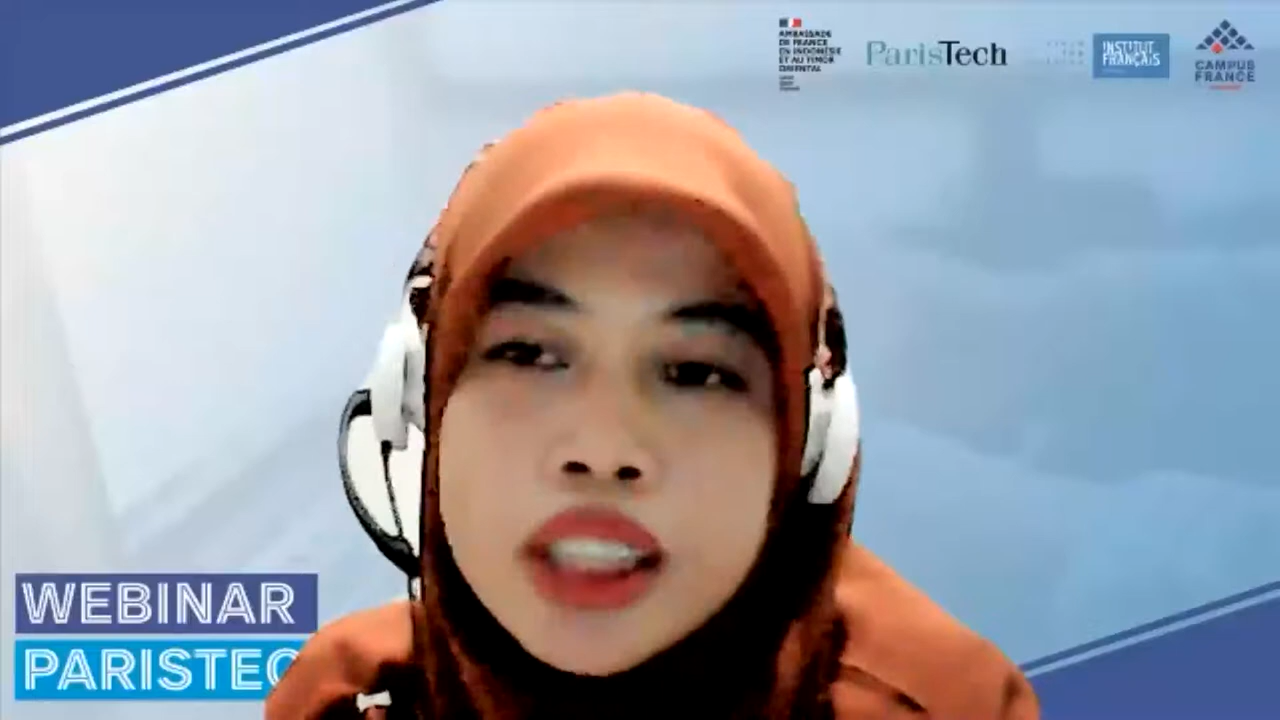 AMBASSADE
DE FRANCE
EN INDONÉSIE
ET AU TIMOR
ORIENTAL
ParisTech
INSTITUT
FRANÇAIS
CAMPUS
FRANCE
WEBINAR
PARISTEC